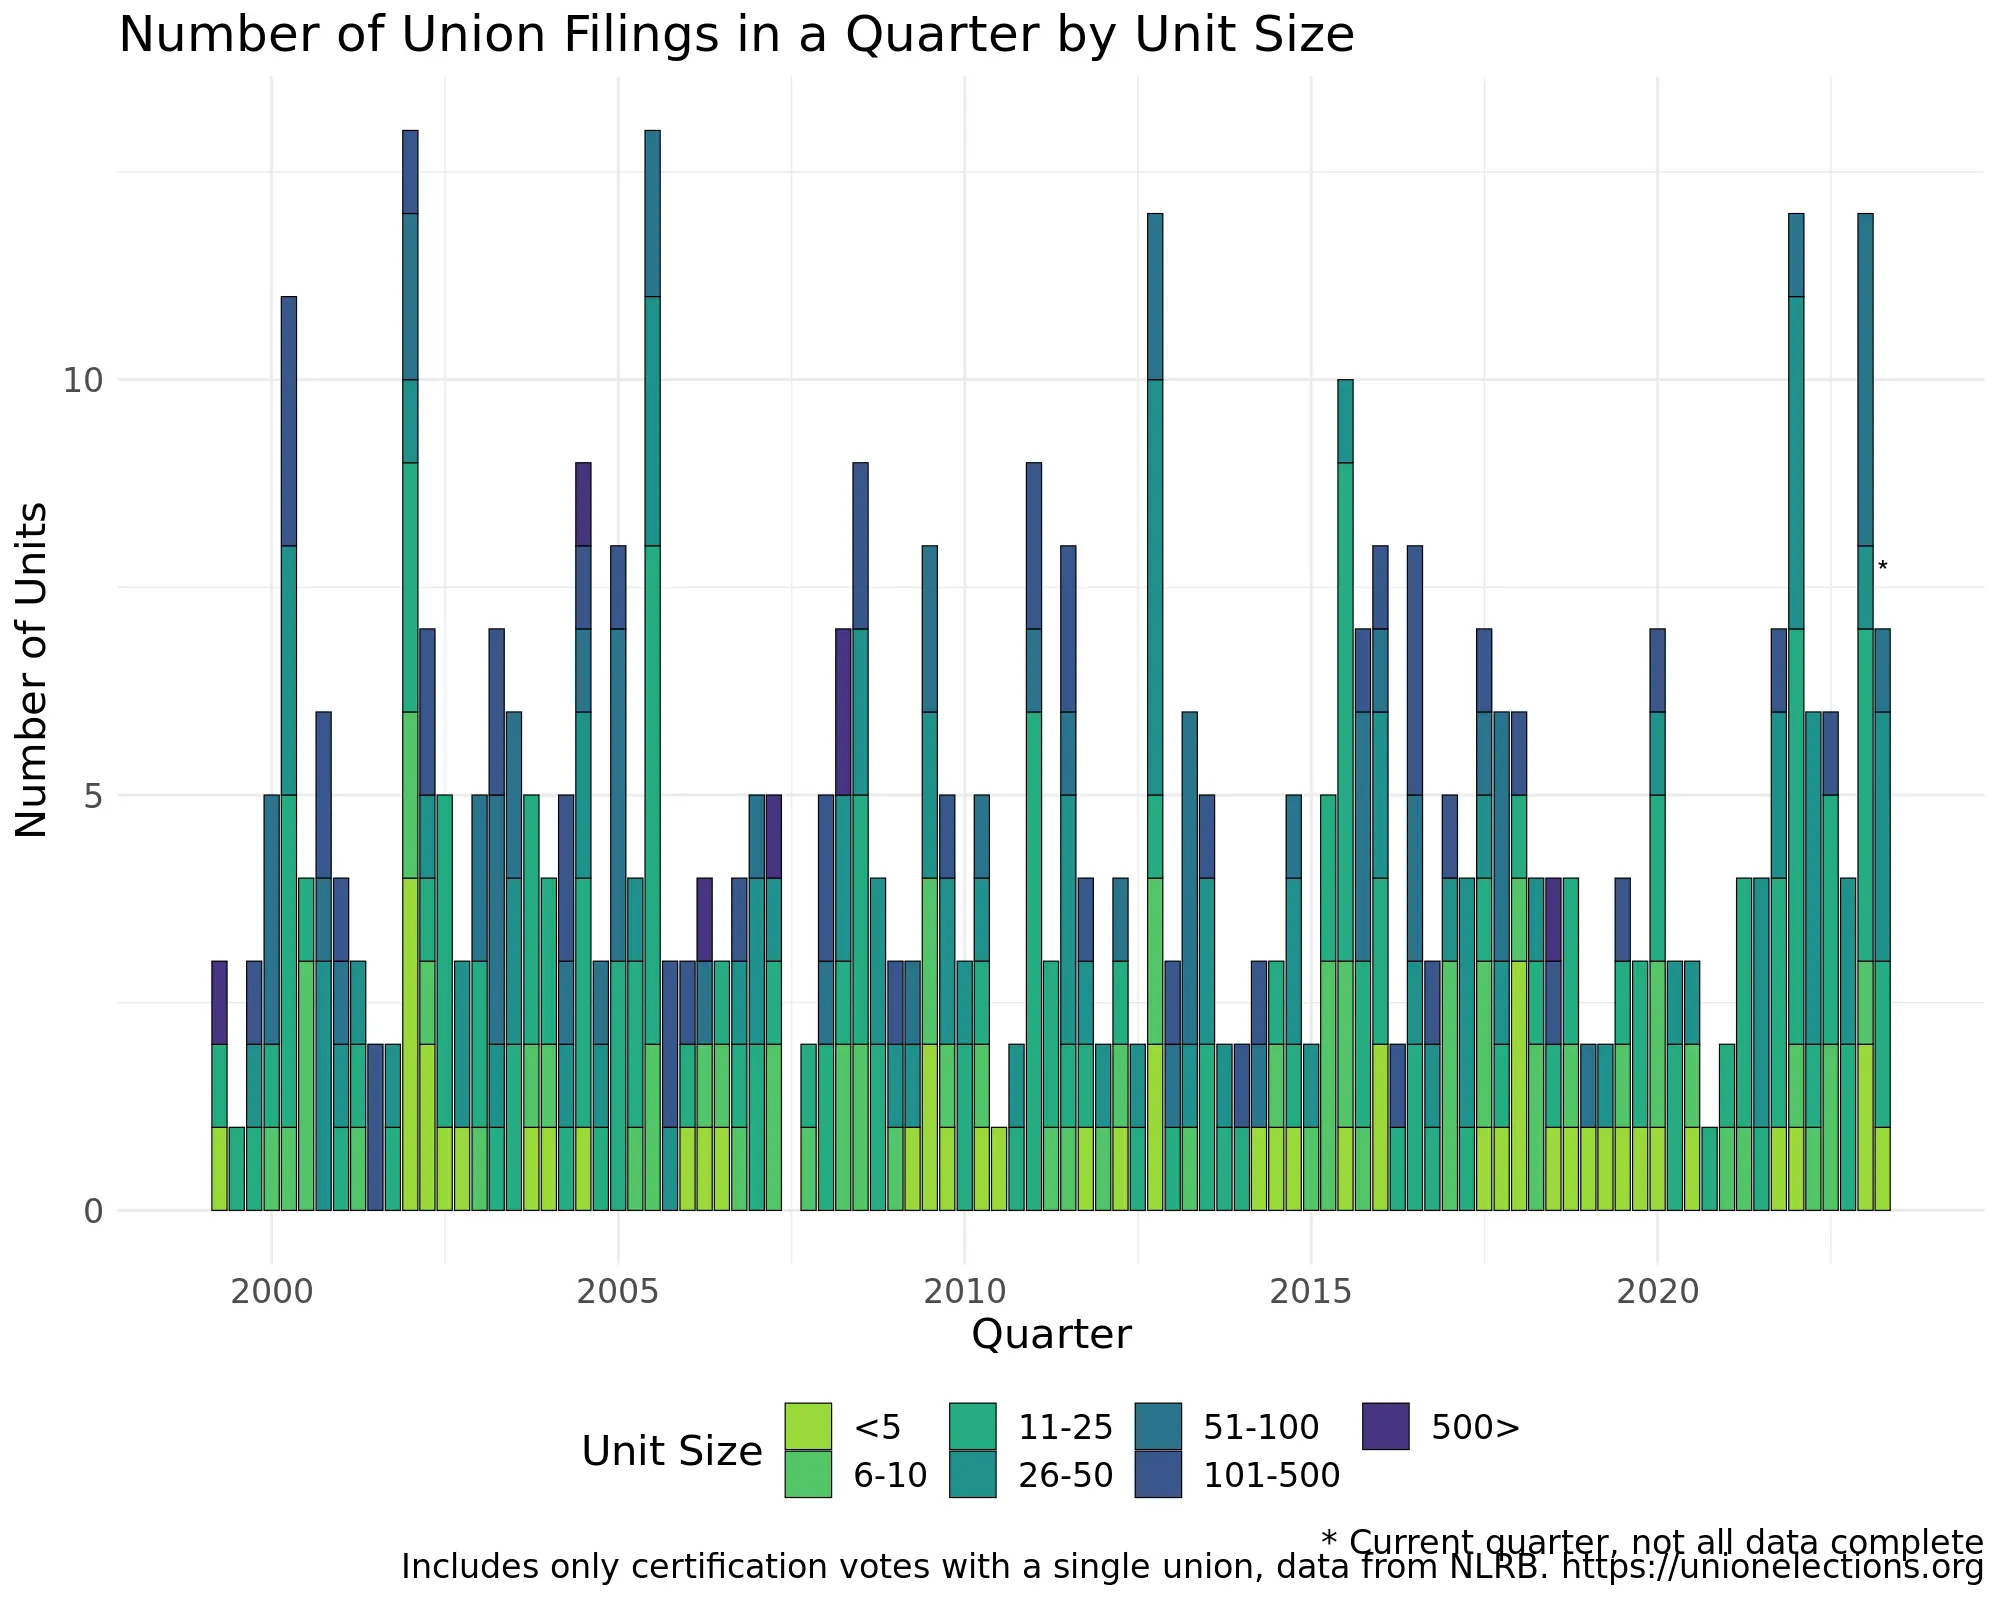 Number of Union Filings in a Quarter by Unit Size
Number of Units
10
5
0
*
2000 2005 2010 2015 2020
Quarter
Unit Size
<5 11-25 51-100 500>
6-10 26-50 101-500
* Current quarter, not all data complete
Includes only certification votes with a single union, data from NLRB. https://unionelections.org